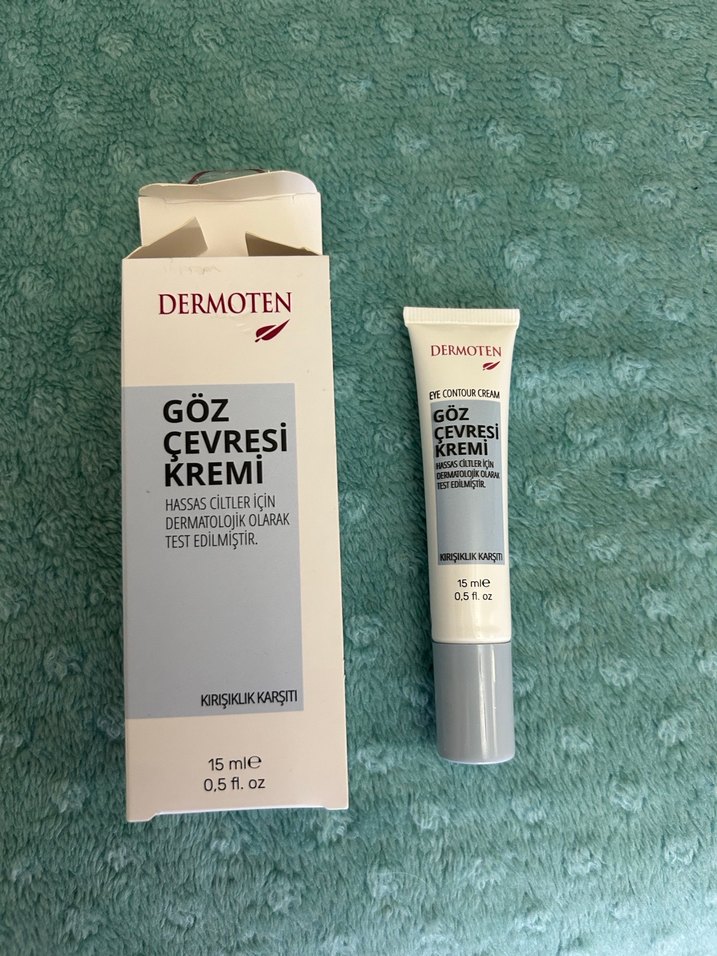 DERMOTEN
GÖZ
ÇEVRESİ
KREMİ
HASSAS CİLTLER İÇİN
DERMATOLOJİK OLARAK
TEST EDİLMİŞTİR.
KIRIŞIKLIK KARŞITI
15 ml℮
0,5 fl. oz
DERMOTEN
EYE CONTOUR CREAM
GÖZ
ÇEVRESİ
KREMİ
HASSAS CİLTLER İÇİN
DERMATOLOJİK OLARAK
TEST EDİLMİŞTİR.
KIRIŞIKLIK KARŞITI
15 ml℮
0,5 fl. oz